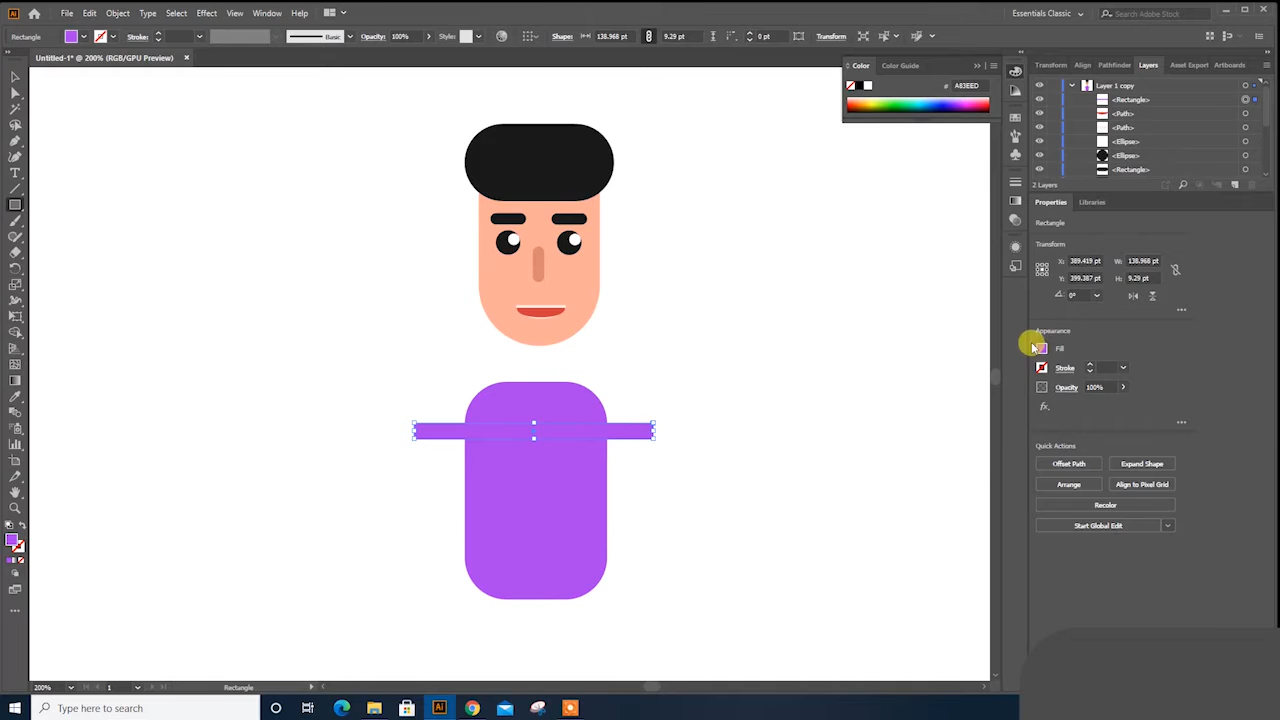 Ai File Edit Object Type Select Effect View Window Help Essentials Classic Search Adobe Stock
Rectangle Stroke: Basic Opacity: 100% Style: Shape: 138.968 pt 9.29 pt 0 pt Transform
Untitled-1* @ 200% (RGB/GPU Preview) ×
Color Color Guide
# A83EED
Transform Align Pathfinder Layers Asset Export Artboards
Layer 1 copy
<Rectangle>
<Path>
<Path>
<Ellipse>
<Ellipse>
<Rectangle>
2 Layers
Properties Libraries
Rectangle
Transform
X: 389.419 pt W: 138.968 pt
Y: 399.387 pt H: 9.29 pt
0°
Appearance
Fill
Stroke
Opacity 100%
fx.
Quick Actions
Offset Path Expand Shape
Arrange Align to Pixel Grid
Recolor
Start Global Edit
200% 1 Rectangle
Type here to search Ai